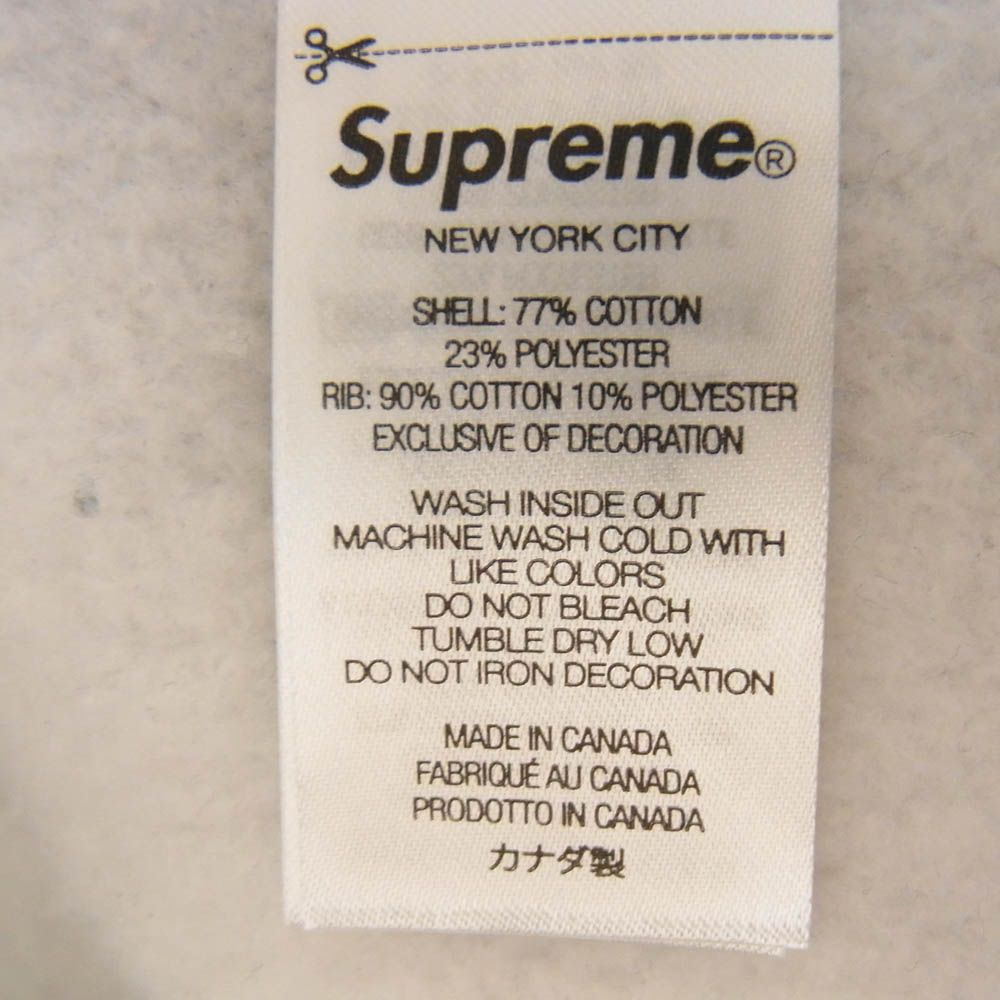 Supreme®
NEW YORK CITY
SHELL: 77% COTTON
23% POLYESTER
RIB: 90% COTTON 10% POLYESTER
EXCLUSIVE OF DECORATION
WASH INSIDE OUT
MACHINE WASH COLD WITH
LIKE COLORS
DO NOT BLEACH
TUMBLE DRY LOW
DO NOT IRON DECORATION
MADE IN CANADA
FABRIQUÉ AU CANADA
PRODOTTO IN CANADA
カナダ製